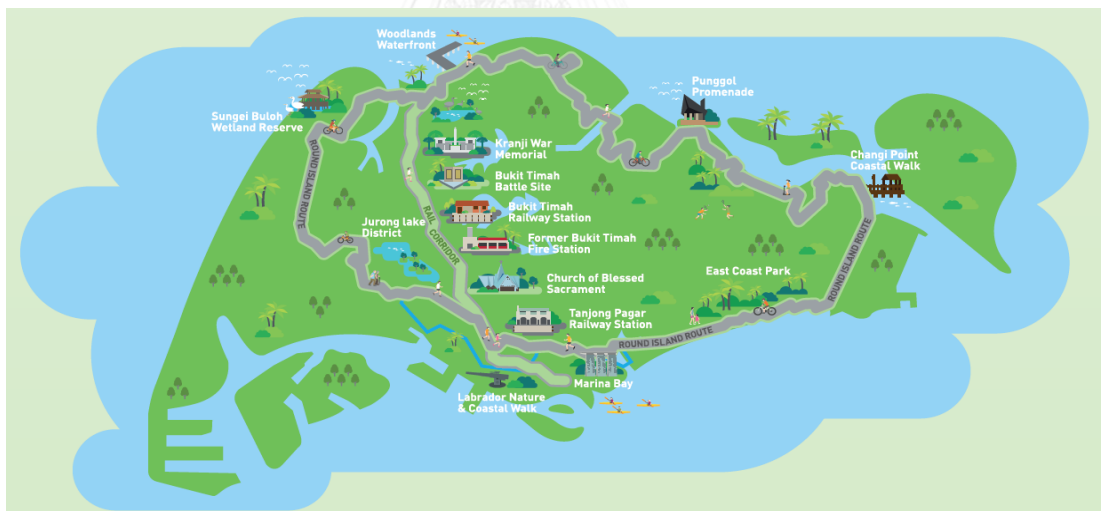 Woodlands
Waterfront
Punggol
Promenade
Sungei Buloh
Wetland Reserve
Kranji War
Memorial
Changi Point
Coastal Walk
ROUND ISLAND ROUTE
Bukit Timah
Battle Site
Bukit Timah
Railway Station
Jurong lake
District
RAIL CORRIDOR
Former Bukit Timah
Fire Station
ROUND ISLAND ROUTE
East Coast Park
Church of Blessed
Sacrament
Tanjong Pagar
Railway Station
ROUND ISLAND ROUTE
Marina Bay
Labrador Nature
& Coastal Walk